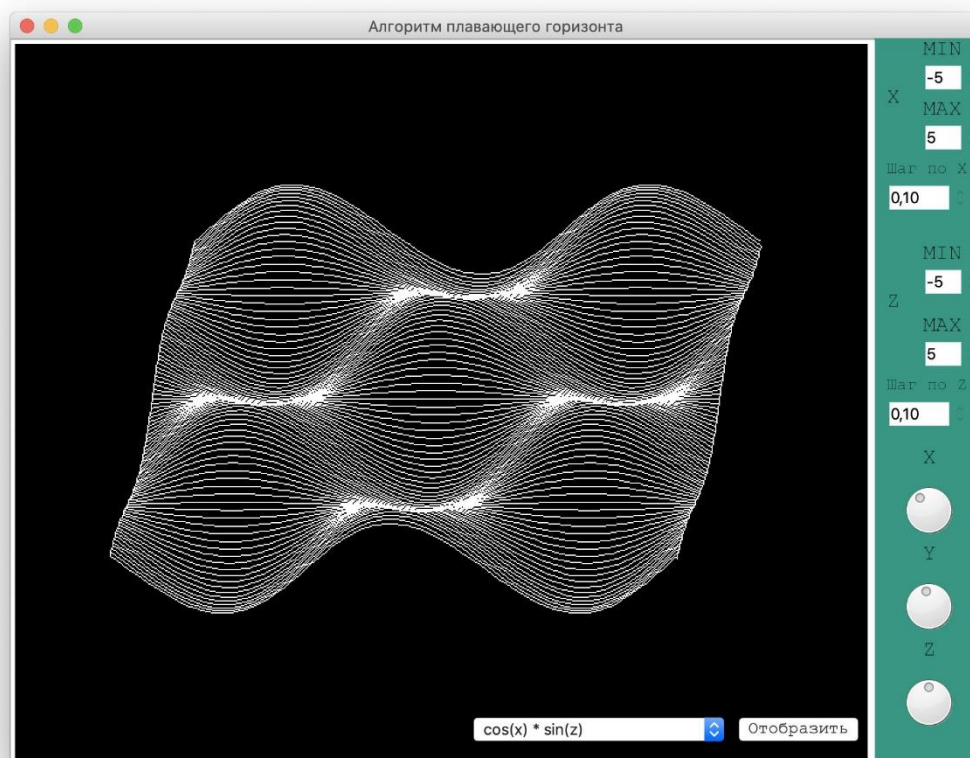 Алгоритм плавающего горизонта
MIN
-5
X
MAX
5
Шаг по X
0,10
MIN
-5
Z
MAX
5
Шаг по Z
0,10
X
Y
Z
cos(x) * sin(z)
Отобразить